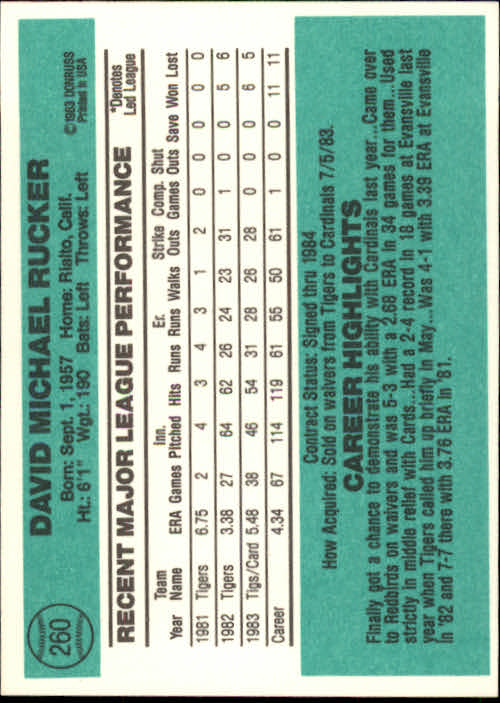 260
DAVID MICHAEL RUCKER
©1983 DONRUSS
Printed in USA
Born: Sept. 1, 1957 Home: Rialto, Calif.
Ht.: 6'1" Wgt.: 190 Bats: Left Throws: Left
RECENT MAJOR LEAGUE PERFORMANCE
*Denotes
Led League
Team Inn. Er. Strike Comp. Shut
Year Name ERA Games Pitched Hits Runs Runs Walks Outs Games Outs Save Won Lost
1981 Tigers 6.75 2 4 3 4 3 1 2 0 0 0 0 0
1982 Tigers 3.38 27 64 62 26 24 23 31 1 0 0 5 6
1983 Tigs/Card 5.48 38 46 54 31 28 26 28 0 0 0 6 5
Career 4.34 67 114 119 61 55 50 61 1 0 0 11 11
Contract Status: Signed thru 1984
How Acquired: Sold on waivers from Tigers to Cardinals 7/5/83.
CAREER HIGHLIGHTS
Finally got a chance to demonstrate his ability with Cardinals last year...Came over
to Redbirds on waivers and was 5-3 with a 2.68 ERA in 34 games for them...Used
strictly in middle relief with Cards...Had a 2-4 record in 18 games at Evansville last
year when Tigers called him up briefly in May...Was 4-1 with 3.39 ERA at Evansville
in '82 and 7-7 there with 3.76 ERA in '81.